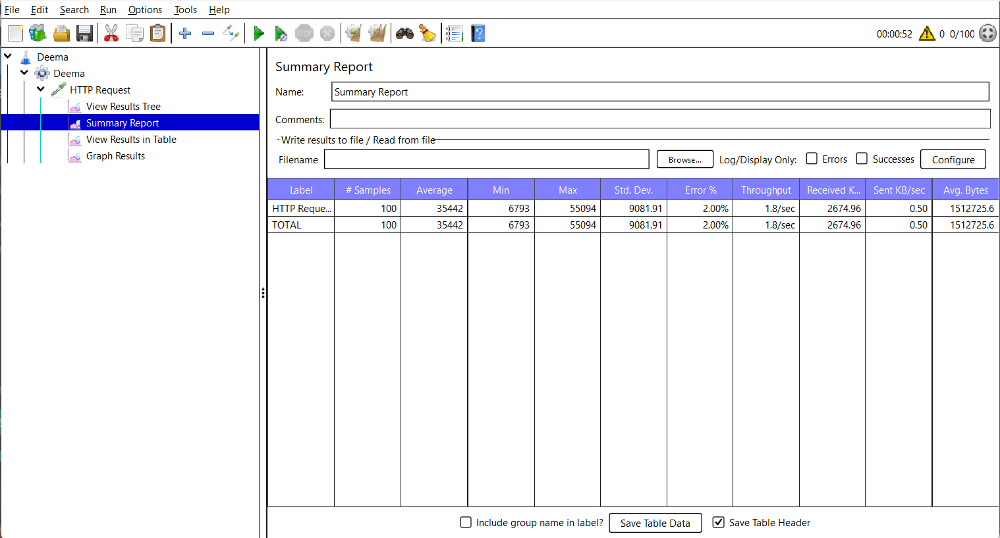 File Edit Search Run Options Tools Help
STOP
00:00:52 0 0/100
Deema
Deema
HTTP Request
View Results Tree
Summary Report
View Results in Table
Graph Results
Summary Report
Name: Summary Report
Comments:
Write results to file / Read from file
Filename Browse... Log/Display Only: Errors Successes Configure
Label # Samples Average Min Max Std. Dev. Error % Throughput Received K... Sent KB/sec Avg. Bytes
HTTP Reque... 100 35442 6793 55094 9081.91 2.00% 1.8/sec 2674.96 0.50 1512725.6
TOTAL 100 35442 6793 55094 9081.91 2.00% 1.8/sec 2674.96 0.50 1512725.6
Include group name in label? Save Table Data Save Table Header